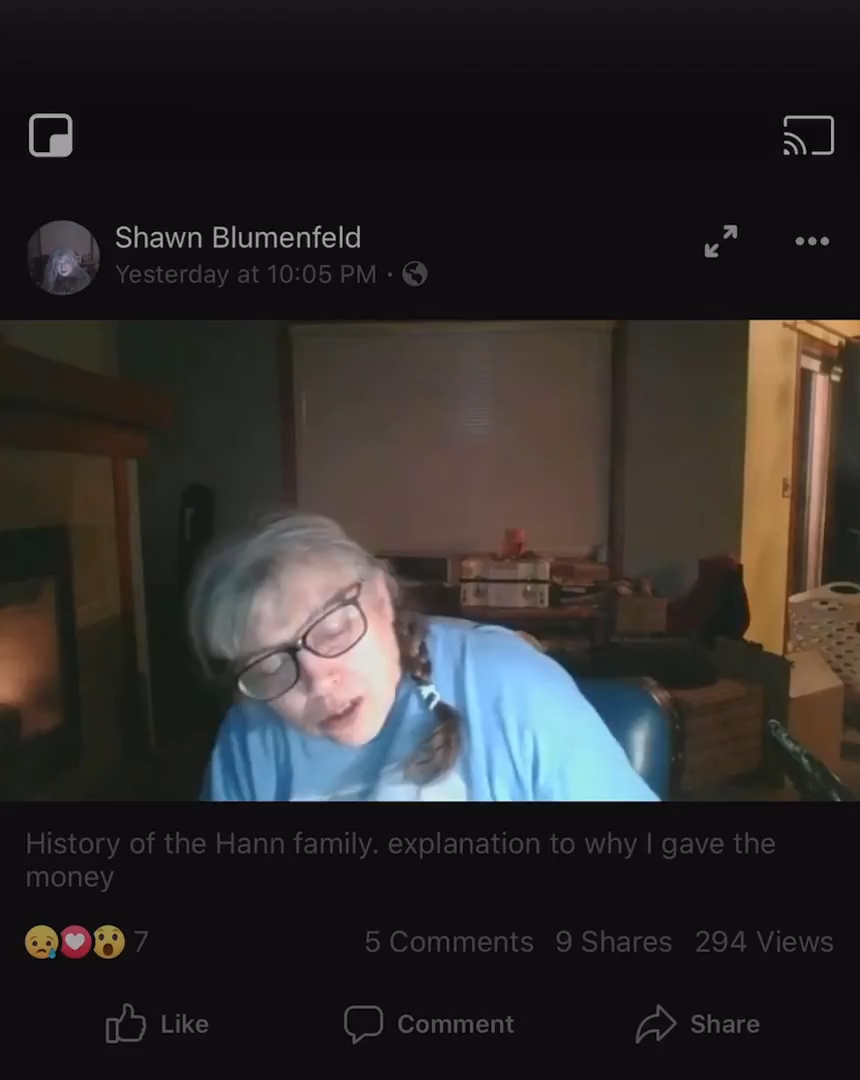 Shawn Blumenfeld
Yesterday at 10:05 PM ·
History of the Hann family. explanation to why I gave the
money
7
5 Comments 9 Shares 294 Views
Like Comment Share